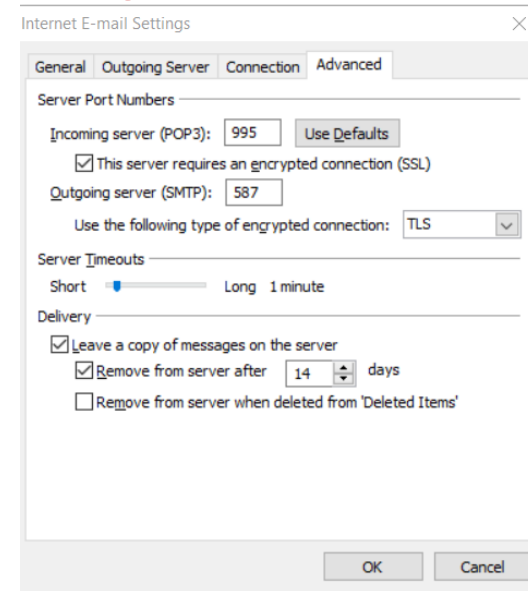 Internet E-mail Settings
General Outgoing Server Connection Advanced
Server Port Numbers
Incoming server (POP3): 995 Use Defaults
This server requires an encrypted connection (SSL)
Outgoing server (SMTP): 587
Use the following type of encrypted connection: TLS
Server Timeouts
Short Long 1 minute
Delivery
Leave a copy of messages on the server
Remove from server after 14 days
Remove from server when deleted from 'Deleted Items'
OK Cancel